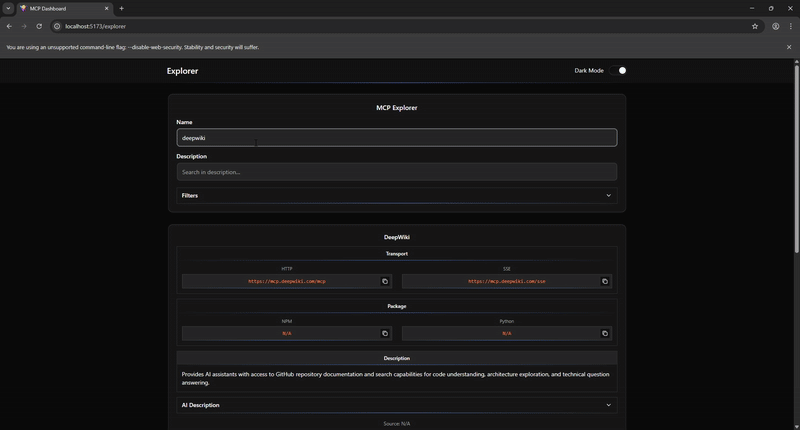 MCP Dashboard
localhost:5173/explorer
You are using an unsupported command-line flag: --disable-web-security. Stability and security will suffer.
Explorer
Dark Mode
MCP Explorer
Name
deepwiki
Description
Search in description...
Filters
DeepWiki
Transport
HTTP
SSE
https://mcp.deepwiki.com/mcp
https://mcp.deepwiki.com/sse
Package
NPM
Python
N/A
N/A
Description
Provides AI assistants with access to GitHub repository documentation and search capabilities for code understanding, architecture exploration, and technical question
answering.
AI Description
Source: N/A